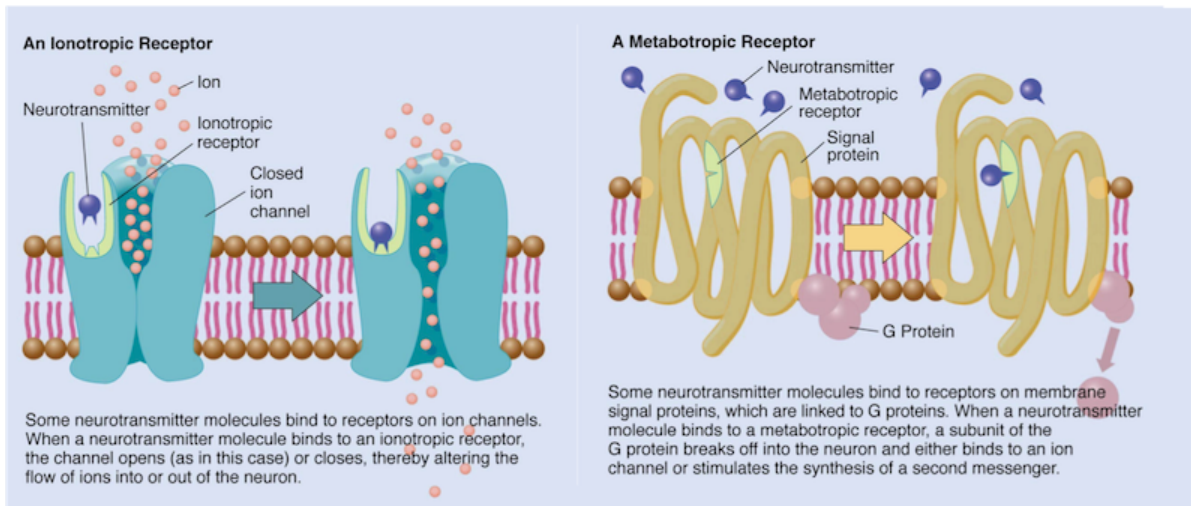 An Ionotropic Receptor
Ion
Neurotransmitter
Ionotropic
receptor
Closed
ion
channel
Some neurotransmitter molecules bind to receptors on ion channels.
When a neurotransmitter molecule binds to an ionotropic receptor,
the channel opens (as in this case) or closes, thereby altering the
flow of ions into or out of the neuron.
A Metabotropic Receptor
Neurotransmitter
Metabotropic
receptor
Signal
protein
G Protein
Some neurotransmitter molecules bind to receptors on membrane
signal proteins, which are linked to G proteins. When a neurotransmitter
molecule binds to a metabotropic receptor, a subunit of the
G protein breaks off into the neuron and either binds to an ion
channel or stimulates the synthesis of a second messenger.